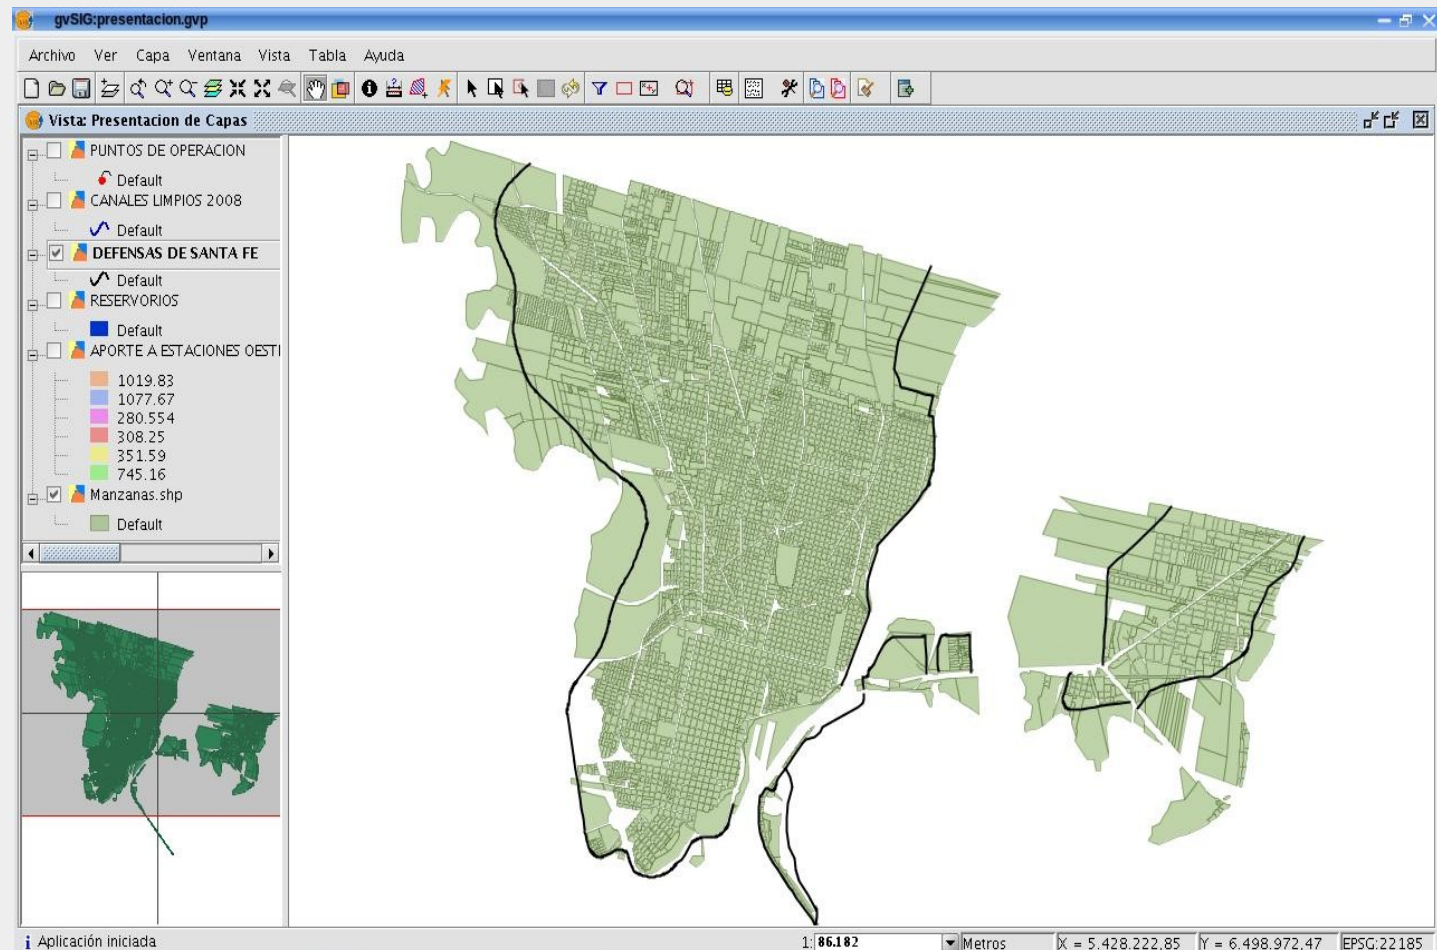 gvSIG:presentacion.gvp
Archivo Ver Capa Ventana Vista Tabla Ayuda
Vista: Presentacion de Capas
PUNTOS DE OPERACION
Default
CANALES LIMPIOS 2008
Default
DEFENSAS DE SANTA FE
Default
RESERVORIOS
Default
APORTE A ESTACIONES OESTI
1019.83
1077.67
280.554
308.25
351.59
745.16
Manzanas.shp
Default
Aplicación iniciada 1: 86.182 Metros X = 5.428.222,85 Y = 6.498.972,47 EPSG:22185